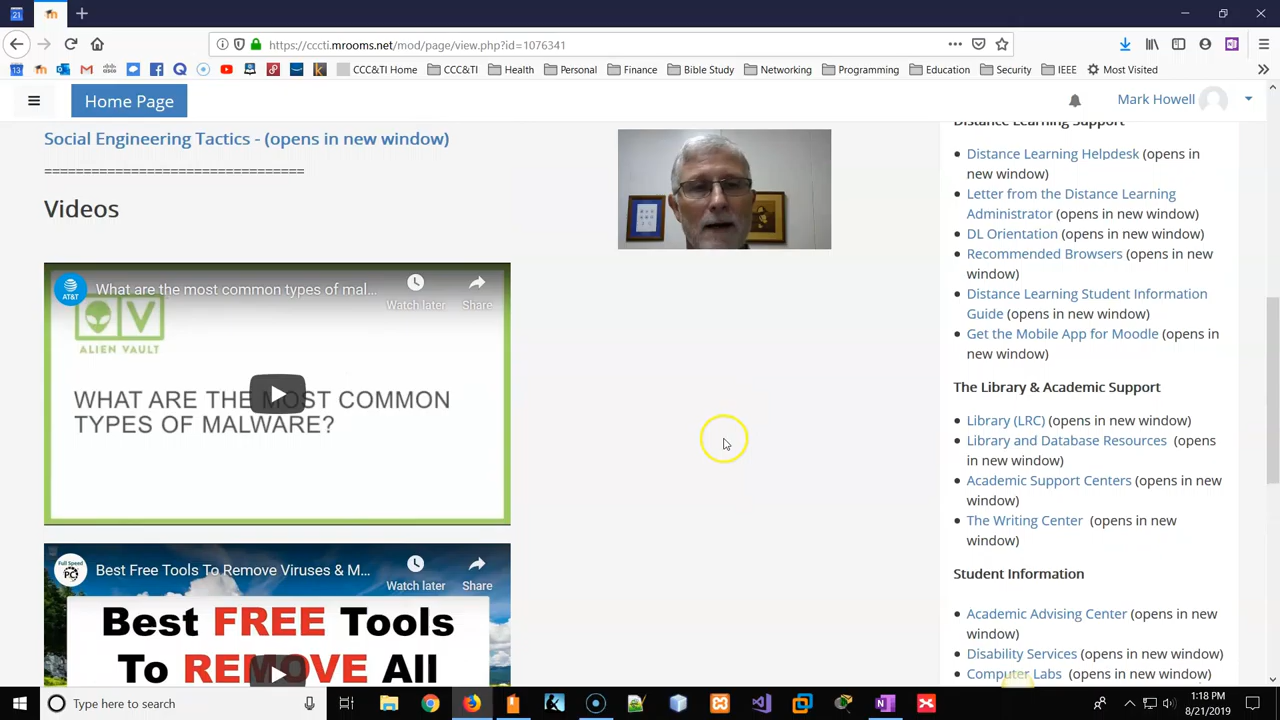 https://cccti.mrooms.net/mod/page/view.php?id=1076341
CCC&TI Home
CCC&TI
Health
Personal
Finance
Bible Study
Networking
Programming
Education
Security
IEEE
Most Visited
Home Page
Mark Howell
Social Engineering Tactics - (opens in new window)
=================================
Videos
AT&T
What are the most common types of mal...
Watch later
Share
ALIEN VAULT
WHAT ARE THE MOST COMMON
TYPES OF MALWARE?
Full Speed
PC
Best Free Tools To Remove Viruses & M...
Watch later
Share
Best FREE Tools
To REMOVE All
Distance Learning Support
Distance Learning Helpdesk (opens in
new window)
Letter from the Distance Learning
Administrator (opens in new window)
DL Orientation (opens in new window)
Recommended Browsers (opens in new
window)
Distance Learning Student Information
Guide (opens in new window)
Get the Mobile App for Moodle (opens in
new window)
The Library & Academic Support
Library (LRC) (opens in new window)
Library and Database Resources (opens
in new window)
Academic Support Centers (opens in new
window)
The Writing Center (opens in new
window)
Student Information
Academic Advising Center (opens in new
window)
Disability Services (opens in new window)
Computer Labs (opens in new window)
Type here to search
1:18 PM
8/21/2019